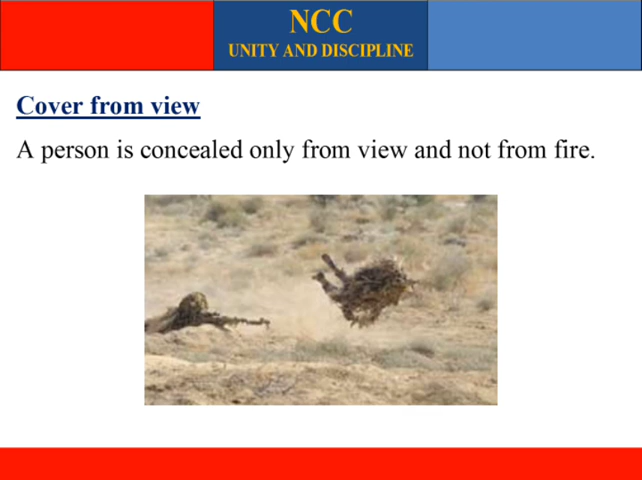 NCC
UNITY AND DISCIPLINE
Cover from view
A person is concealed only from view and not from fire.